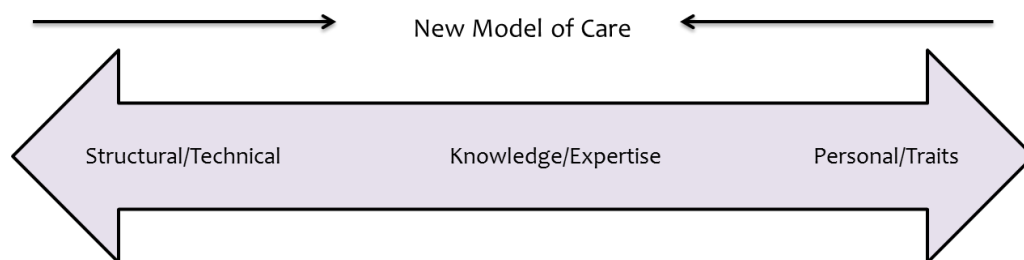 New Model of Care
Structural/Technical Knowledge/Expertise Personal/Traits